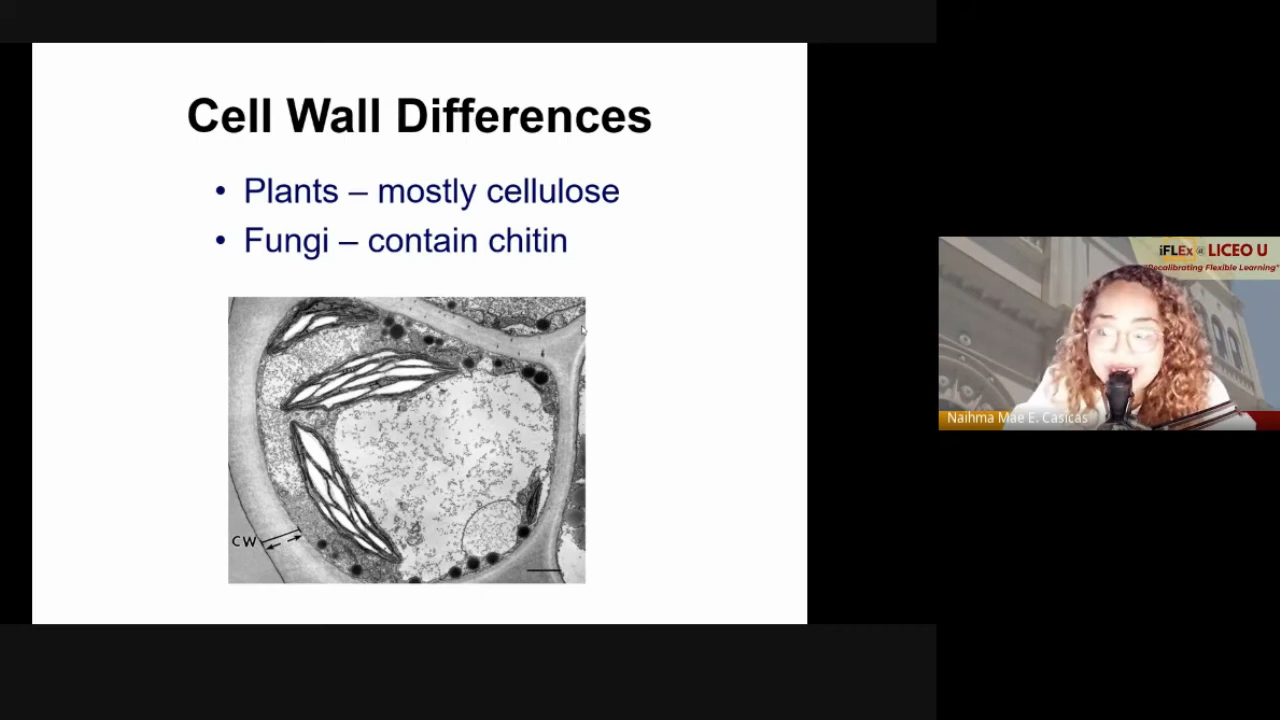 Cell Wall Differences
• Plants – mostly cellulose
• Fungi – contain chitin
CW
iFLEx @ LICEO U
"Recalibrating Flexible Learning"
Naihma Mae E. Casicas